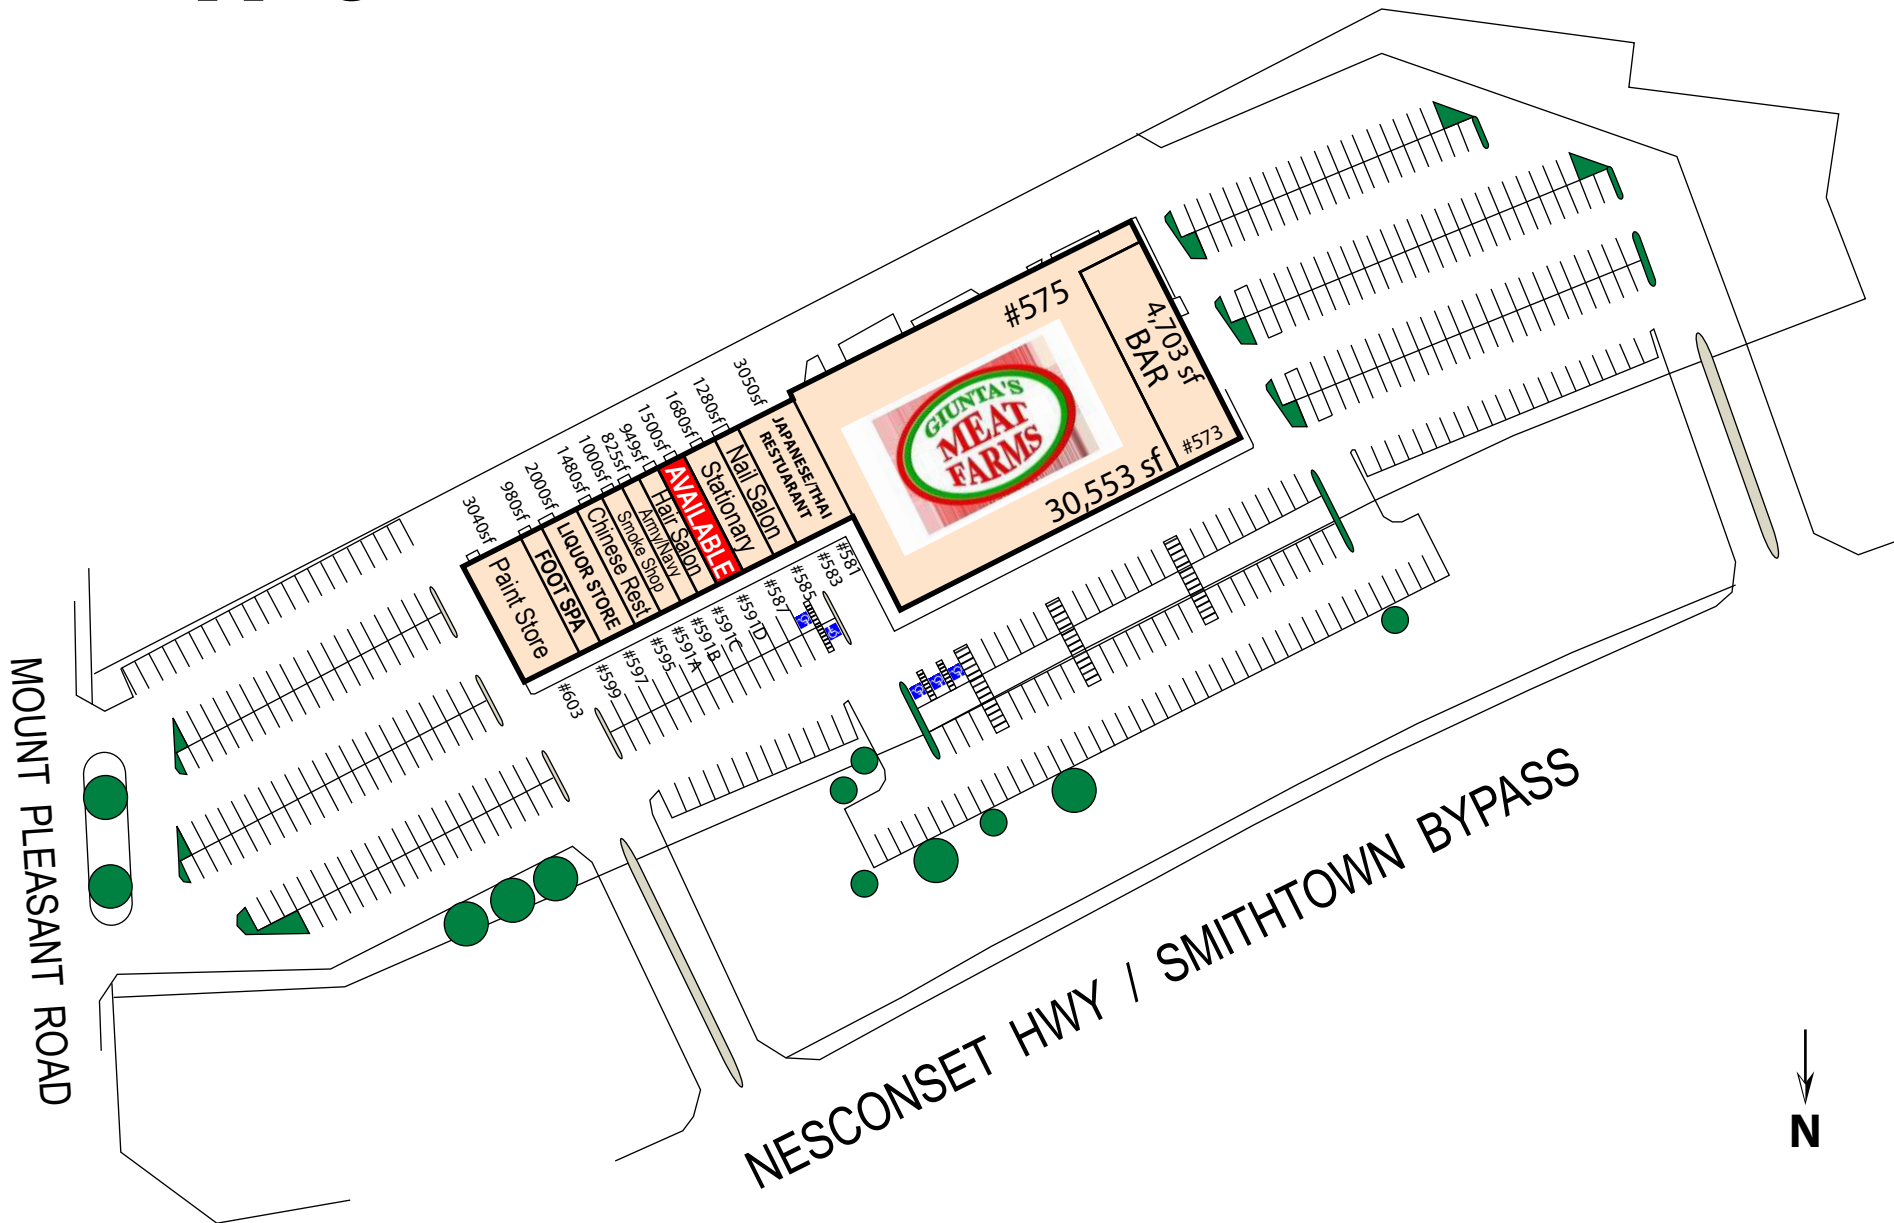 3040sf
980sf
2000sf
1480sf
1000sf
825sf
949sf
1500sf
1680sf
1280sf
3050sf
Paint Store
FOOT SPA
LIQUOR STORE
Chinese Rest
Smoke Shop
Army/Navy
Hair Salon
AVAILABLE
Stationary
Nail Salon
JAPANESE/THAI
RESTURANT
#575
GIUNTA'S
MEAT
FARMS
30,553 sf
4,703 sf
BAR
#573
#603
#599
#597
#595
#591A
#591B
#591C
#591D
#587
#585
#583
#581
MOUNT PLEASANT ROAD
NESCONSET HWY / SMITHTOWN BYPASS
N